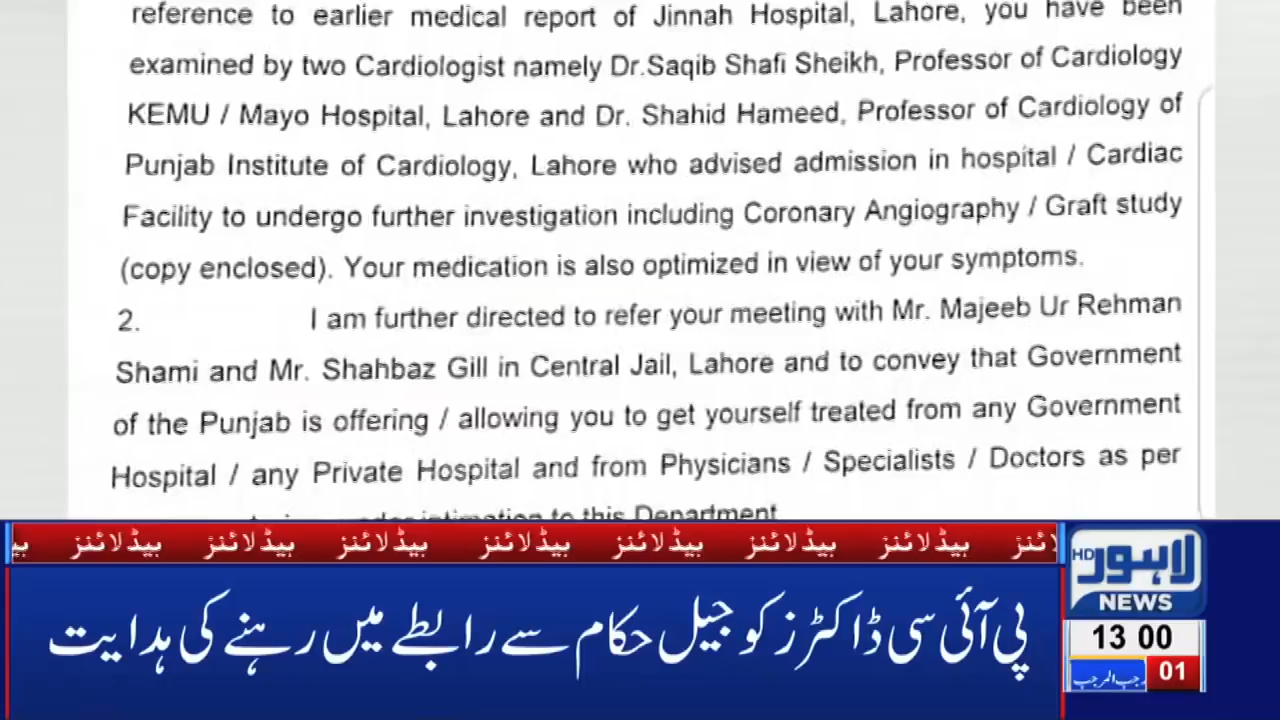 reference to earlier medical report of Jinnah Hospital, Lahore, you have been
examined by two Cardiologist namely Dr.Saqib Shafi Sheikh, Professor of Cardiology
KEMU / Mayo Hospital, Lahore and Dr. Shahid Hameed, Professor of Cardiology of
Punjab Institute of Cardiology, Lahore who advised admission in hospital / Cardiac
Facility to undergo further investigation including Coronary Angiography / Graft study
(copy enclosed). Your medication is also optimized in view of your symptoms.
2. I am further directed to refer your meeting with Mr. Majeeb Ur Rehman
Shami and Mr. Shahbaz Gill in Central Jail, Lahore and to convey that Government
of the Punjab is offering / allowing you to get yourself treated from any Government
Hospital / any Private Hospital and from Physicians / Specialists / Doctors as per
to this Department
ہیڈلائنز ہیڈلائنز ہیڈلائنز ہیڈلائنز ہیڈلائنز ہیڈلائنز ہیڈلائنز
پی آئی سی ڈاکٹرز کو جیل حکام سے رابطے میں رہنے کی ہدایت
HD لاہور
NEWS
13 00
01 رجب المرجب